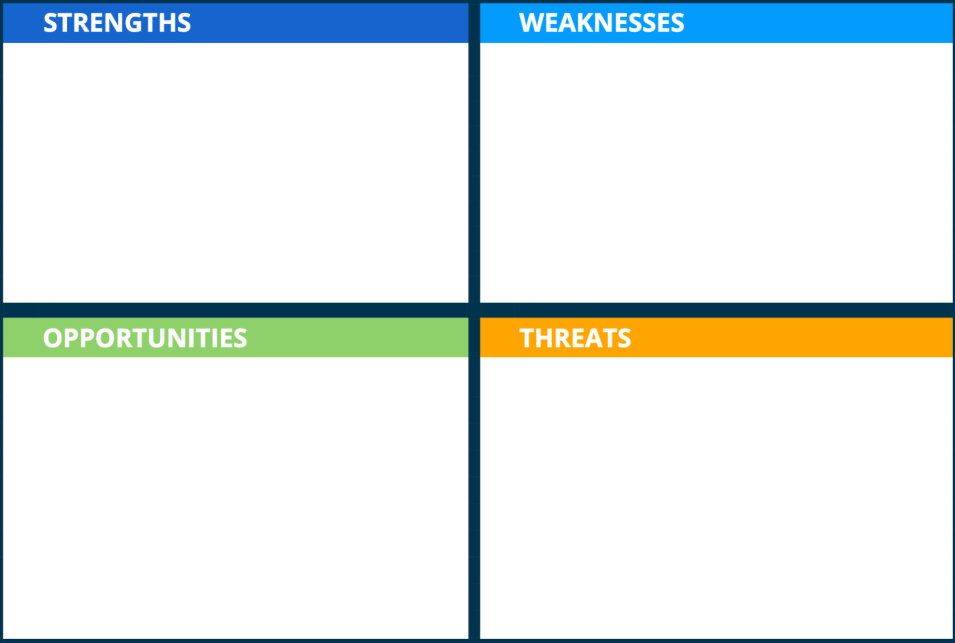 STRENGTHS
WEAKNESSES
OPPORTUNITIES
THREATS